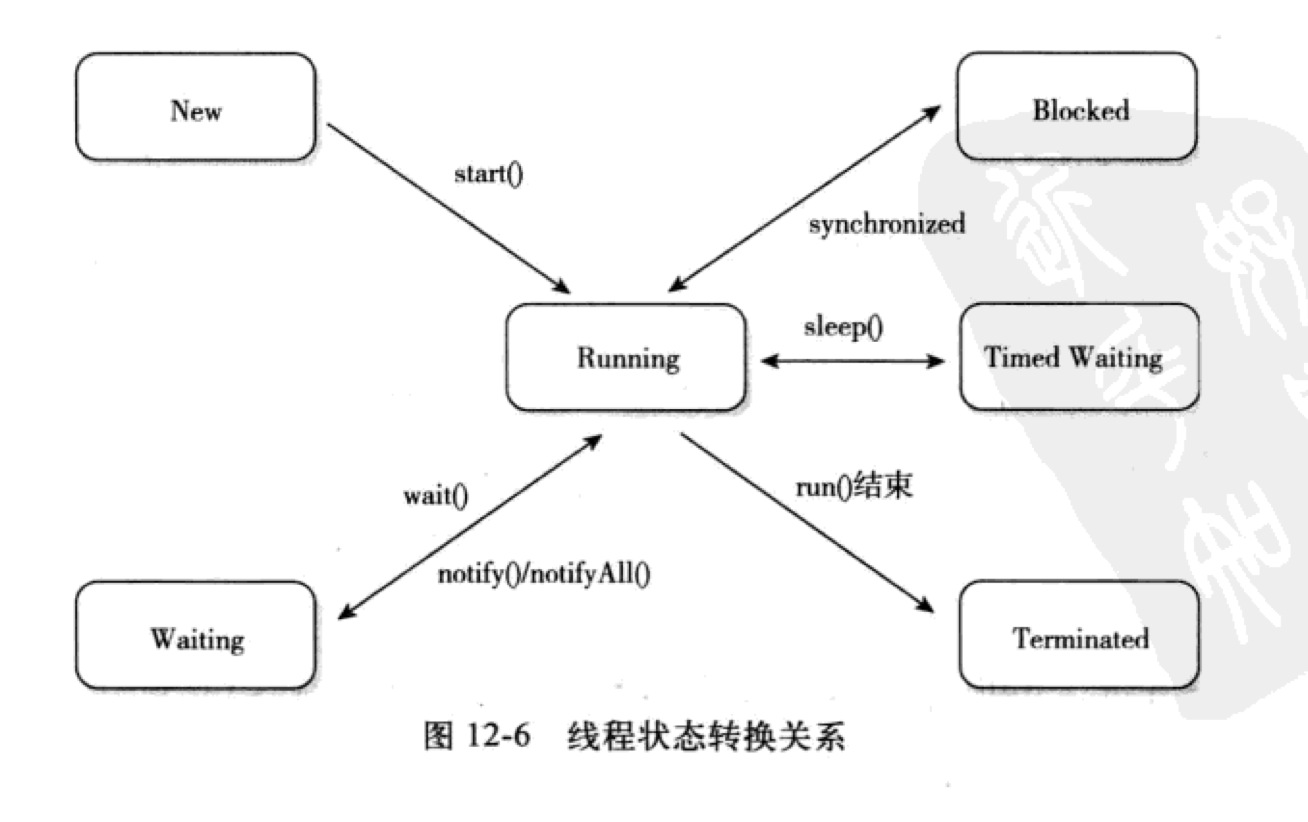 New
Blocked
start()
synchronized
sleep()
Running
Timed Waiting
wait()
run()结束
notify()/notifyAll()
Waiting
Terminated
图 12-6 线程状态转换关系